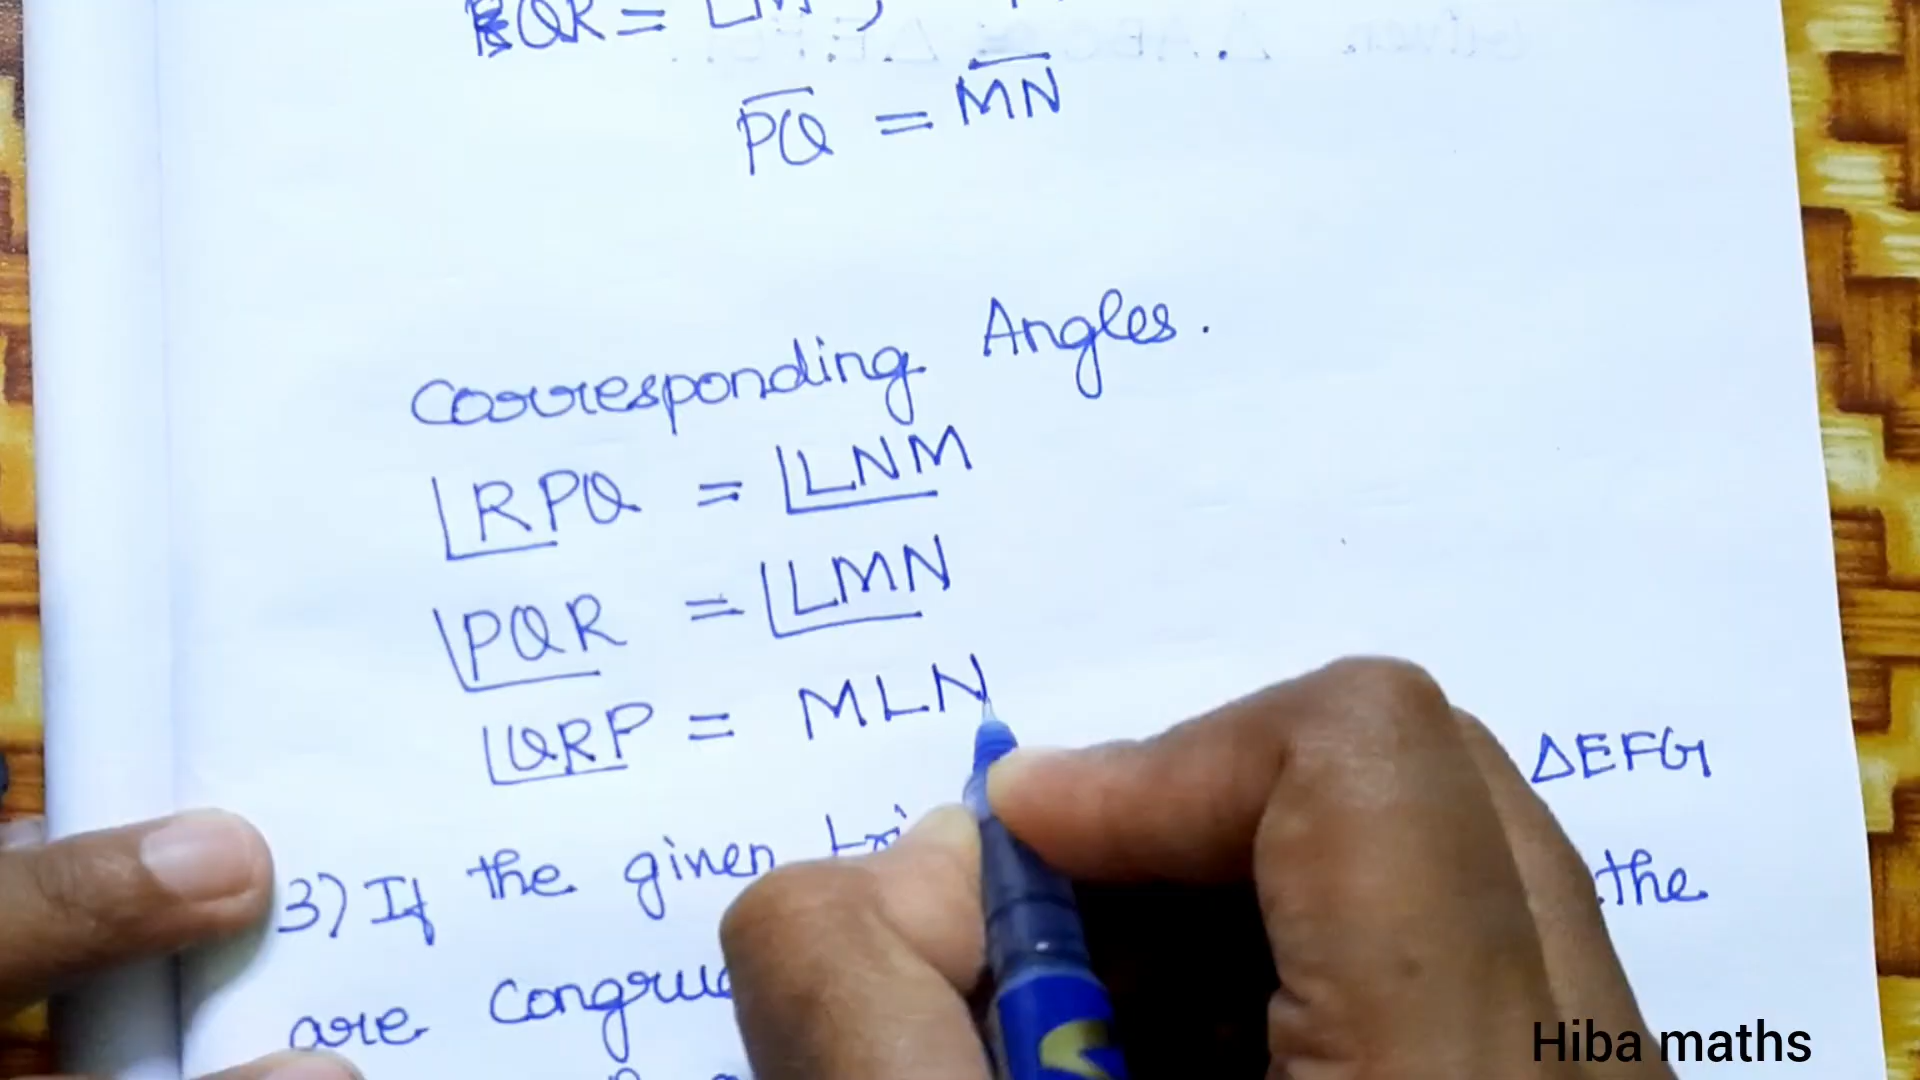 QR =
PQ = MN
Corresponding Angles.
∠RPQ = ∠LNM
∠PQR = ∠LMN
∠QRP = MLN
3) If the given ΔEFG
are the
Hiba maths